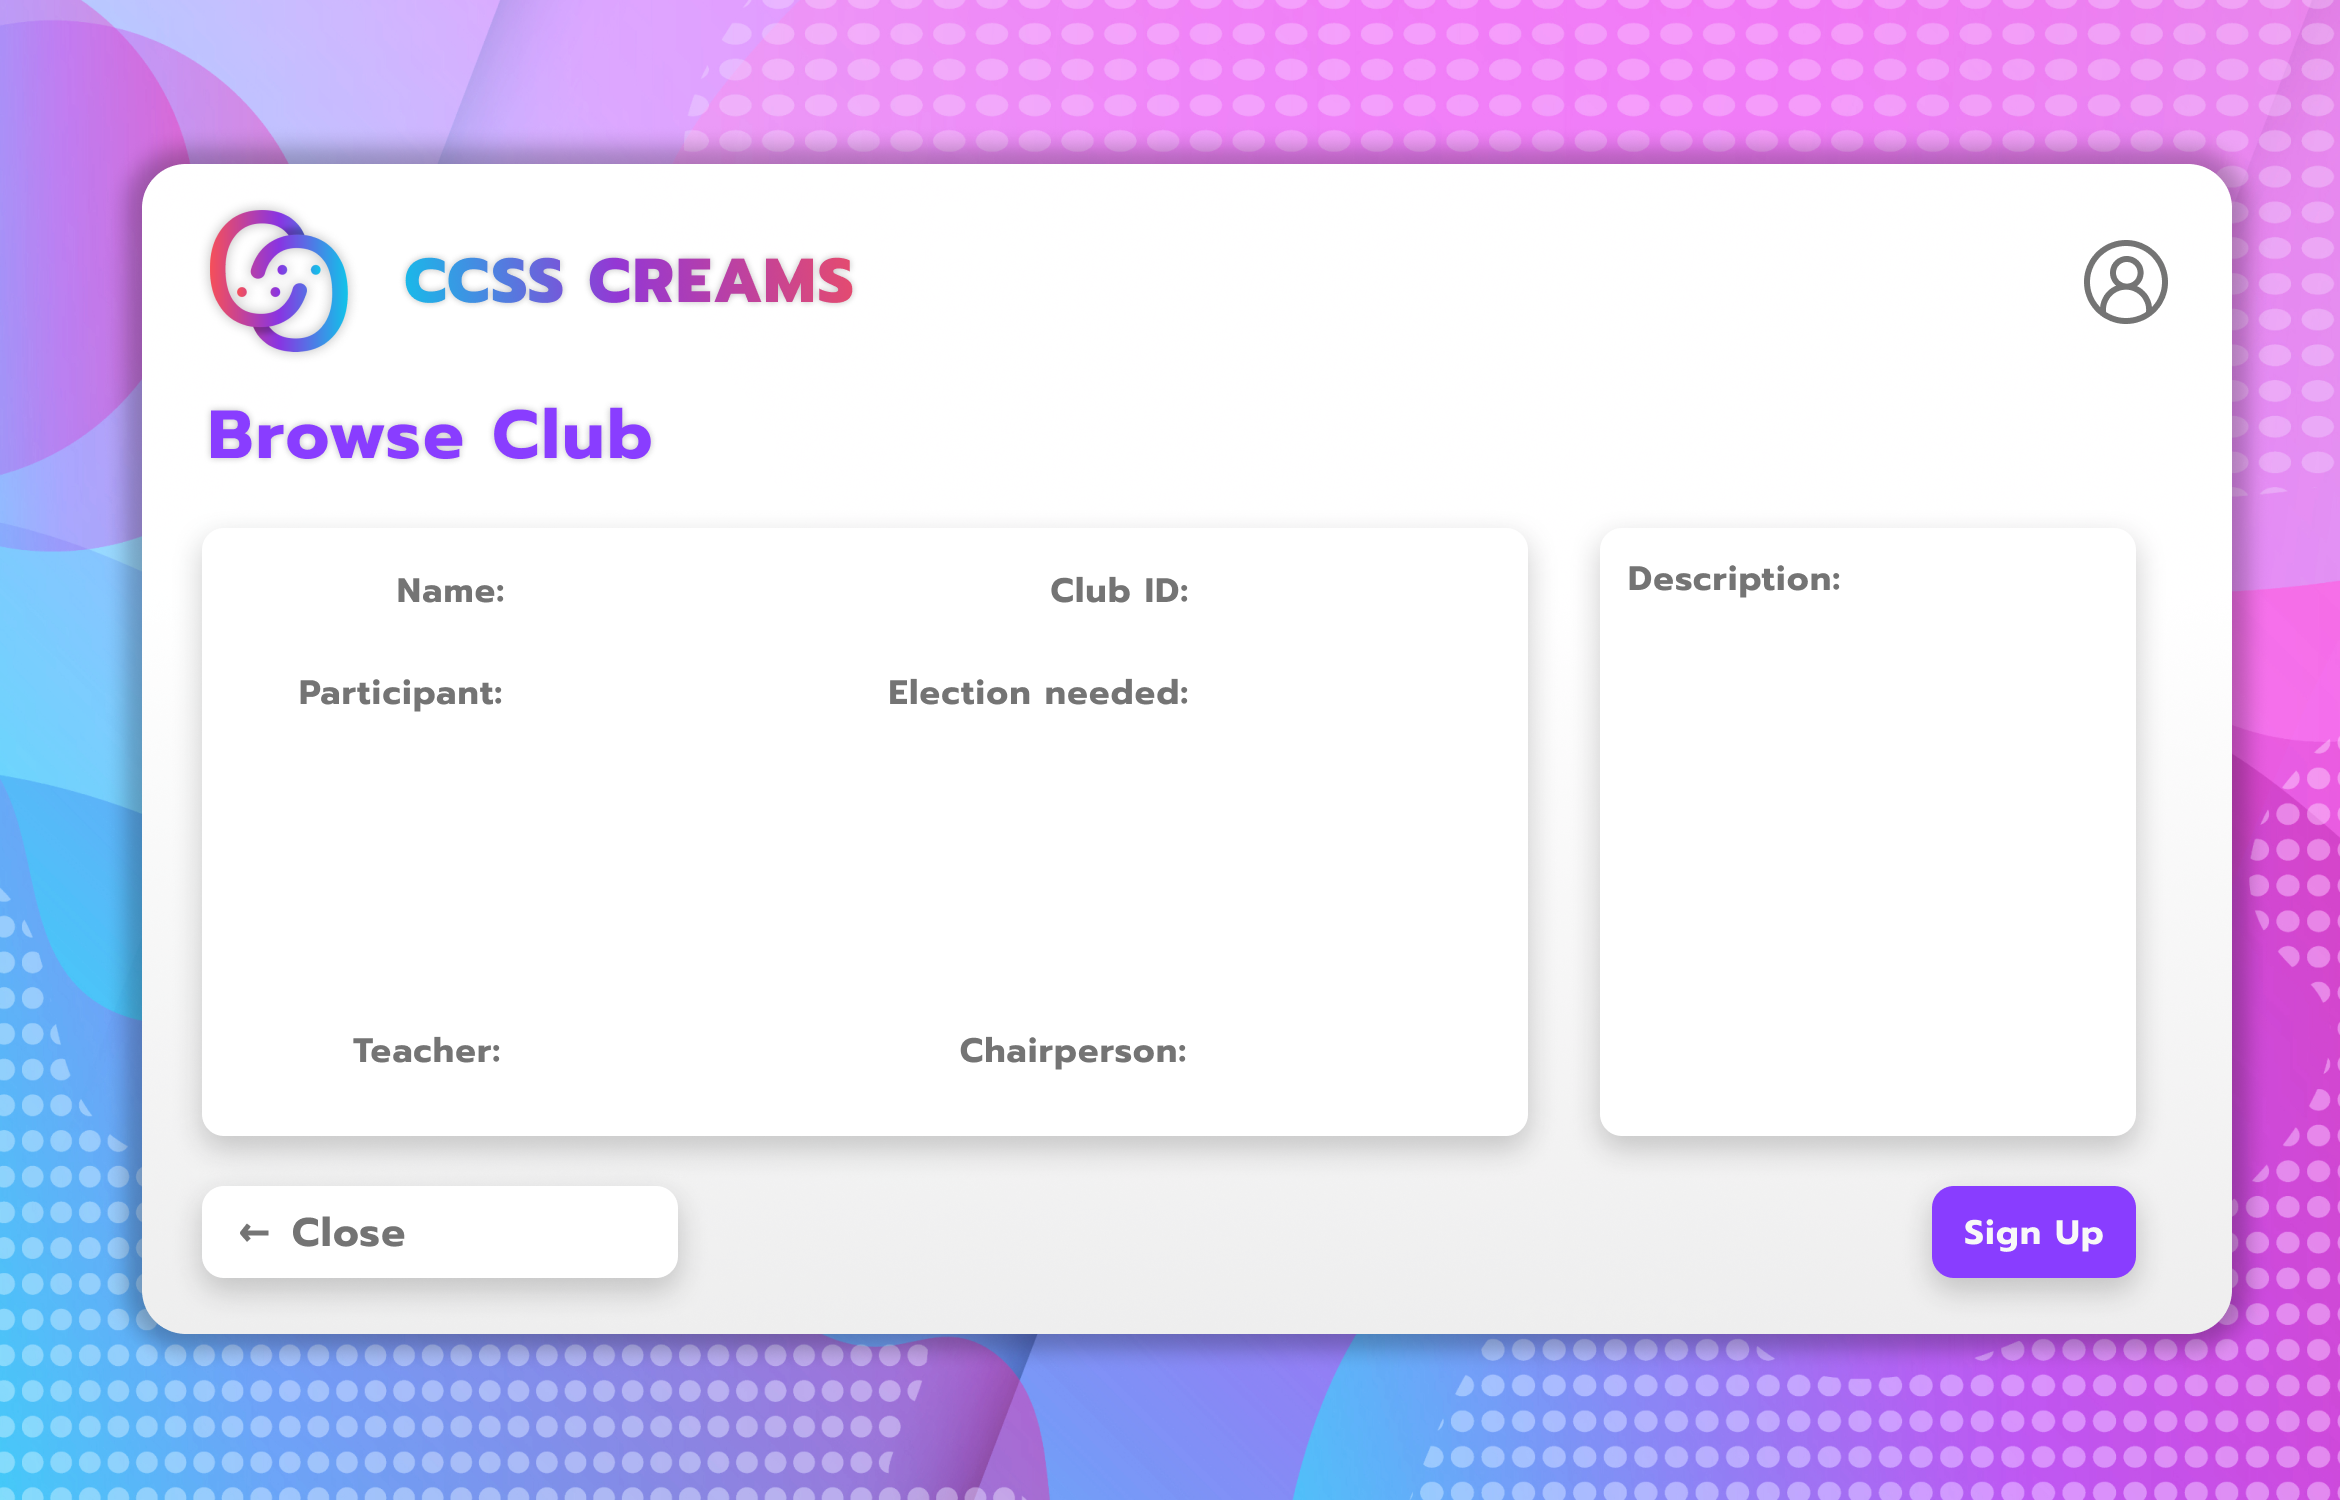 CCSS CREAMS
Browse Club
Name:
Club ID:
Description:
Participant:
Election needed:
Teacher:
Chairperson:
← Close
Sign Up